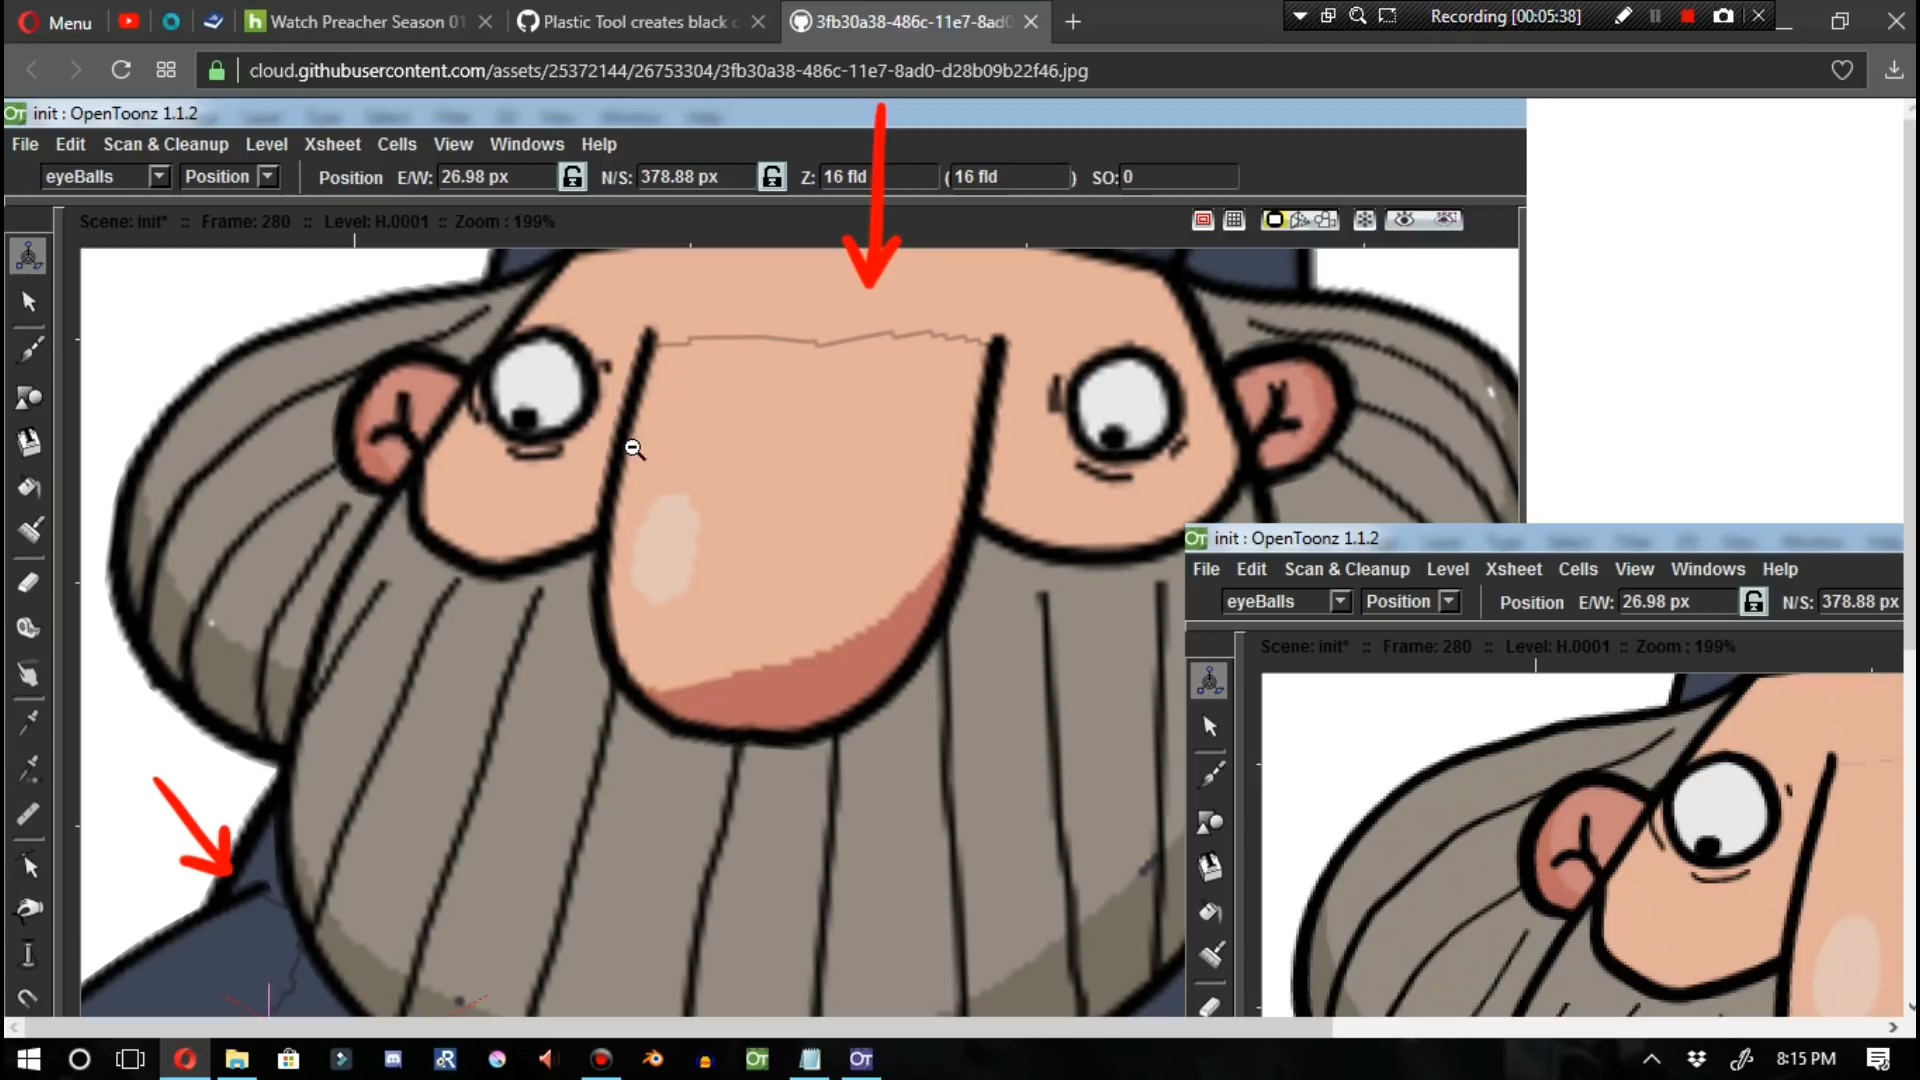 Menu
Watch Preacher Season 01
Plastic Tool creates black c
3fb30a38-486c-11e7-8ad0
Recording [00:05:38]
cloud.githubusercontent.com/assets/25372144/26753304/3fb30a38-486c-11e7-8ad0-d28b09b22f46.jpg
OT init : OpenToonz 1.1.2
File Edit Scan & Cleanup Level Xsheet Cells View Windows Help
eyeBalls Position Position E/W: 26.98 px N/S: 378.88 px Z: 16 fld ( 16 fld ) SO: 0
Scene: init* :: Frame: 280 :: Level: H.0001 :: Zoom : 199%
OT init : OpenToonz 1.1.2
File Edit Scan & Cleanup Level Xsheet Cells View Windows Help
eyeBalls Position Position E/W: 26.98 px N/S: 378.88 px
Scene: init* :: Frame: 280 :: Level: H.0001 :: Zoom : 199%
8:15 PM